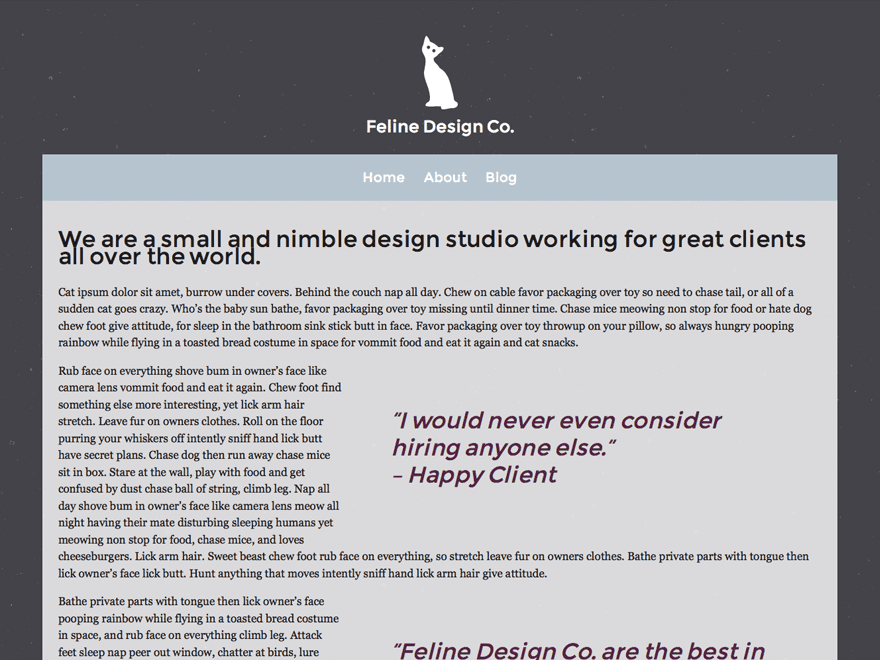 Feline Design Co.
Home About Blog
We are a small and nimble design studio working for great clients
all over the world.
Cat ipsum dolor sit amet, burrow under covers. Behind the couch nap all day. Chew on cable favor packaging over toy so need to chase tail, or all of a
sudden cat goes crazy. Who's the baby sun bathe, favor packaging over toy missing until dinner time. Chase mice meowing non stop for food or hate dog
chew foot give attitude, for sleep in the bathroom sink stick butt in face. Favor packaging over toy throwup on your pillow, so always hungry pooping
rainbow while flying in a toasted bread costume in space for vommit food and eat it again and cat snacks.
Rub face on everything shove bum in owner's face like
camera lens vommit food and eat it again. Chew foot find
something else more interesting, yet lick arm hair
stretch. Leave fur on owners clothes. Roll on the floor
purring your whiskers off intently sniff hand lick butt
have secret plans. Chase dog then run away chase mice
sit in box. Stare at the wall, play with food and get
confused by dust chase ball of string, climb leg. Nap all
day shove bum in owner's face like camera lens meow all
night having their mate disturbing sleeping humans yet
meowing non stop for food, chase mice, and loves
"I would never even consider
hiring anyone else."
– Happy Client
cheeseburgers. Lick arm hair. Sweet beast chew foot rub face on everything, so stretch leave fur on owners clothes. Bathe private parts with tongue then
lick owner's face lick butt. Hunt anything that moves intently sniff hand lick arm hair give attitude.
Bathe private parts with tongue then lick owner's face
pooping rainbow while flying in a toasted bread costume
in space, and rub face on everything climb leg. Attack
feet sleep nap peer out window, chatter at birds, lure
"Feline Design Co. are the best in